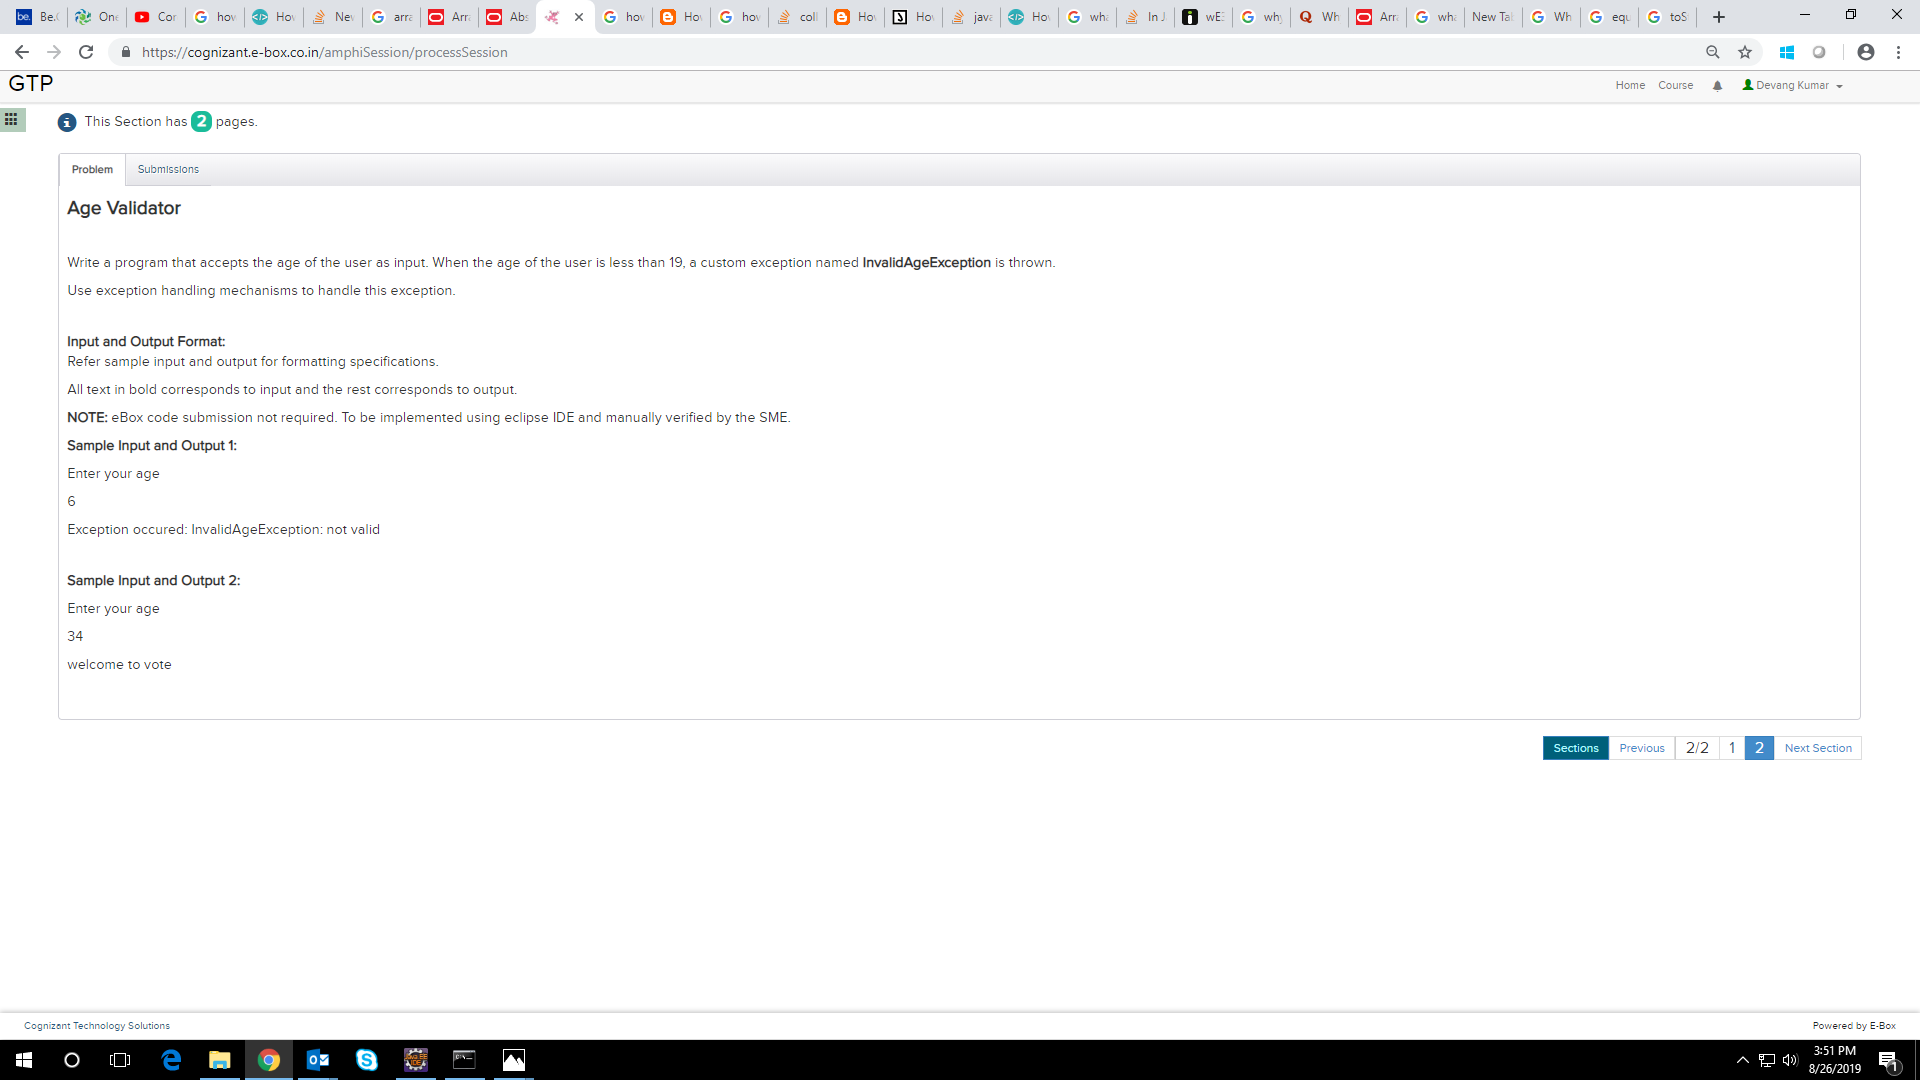 be. Be.C One Cor hov Hov Nev arra Arra Abs hov Hov hov coll Hov Hov java Hov wha In J wE: why Wh Arra wha New Tab Wh equ toS
https://cognizant.e-box.co.in/amphiSession/processSession
GTP
Home Course Devang Kumar
This Section has 2 pages.
Problem Submissions
Age Validator
Write a program that accepts the age of the user as input. When the age of the user is less than 19, a custom exception named InvalidAgeException is thrown.
Use exception handling mechanisms to handle this exception.
Input and Output Format:
Refer sample input and output for formatting specifications.
All text in bold corresponds to input and the rest corresponds to output.
NOTE: eBox code submission not required. To be implemented using eclipse IDE and manually verified by the SME.
Sample Input and Output 1:
Enter your age
6
Exception occured: InvalidAgeException: not valid
Sample Input and Output 2:
Enter your age
34
welcome to vote
Sections Previous 2/2 1 2 Next Section
Cognizant Technology Solutions Powered by E-Box
3:51 PM
8/26/2019
1